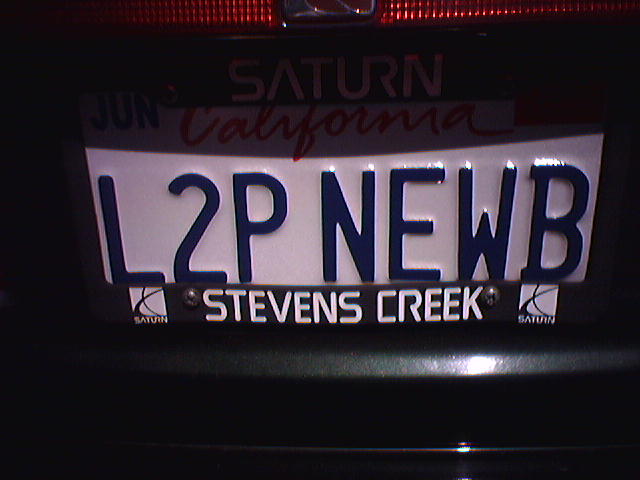 SATURN
JUN California
L2P NEWB
STEVENS CREEK
SATURN SATURN